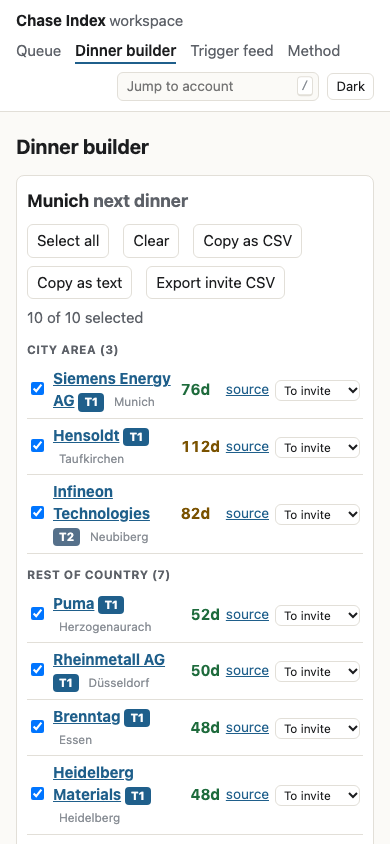 Chase Index workspace
Queue Dinner builder Trigger feed Method
Jump to account / Dark
Dinner builder
Munich next dinner
Select all Clear Copy as CSV
Copy as text Export invite CSV
10 of 10 selected
CITY AREA (3)
Siemens Energy AG T1 Munich 76d source To invite
Hensoldt T1 Taufkirchen 112d source To invite
Infineon Technologies T2 Neubiberg 82d source To invite
REST OF COUNTRY (7)
Puma T1 Herzogenaurach 52d source To invite
Rheinmetall AG T1 Düsseldorf 50d source To invite
Brenntag T1 Essen 48d source To invite
Heidelberg Materials T1 Heidelberg 48d source To invite